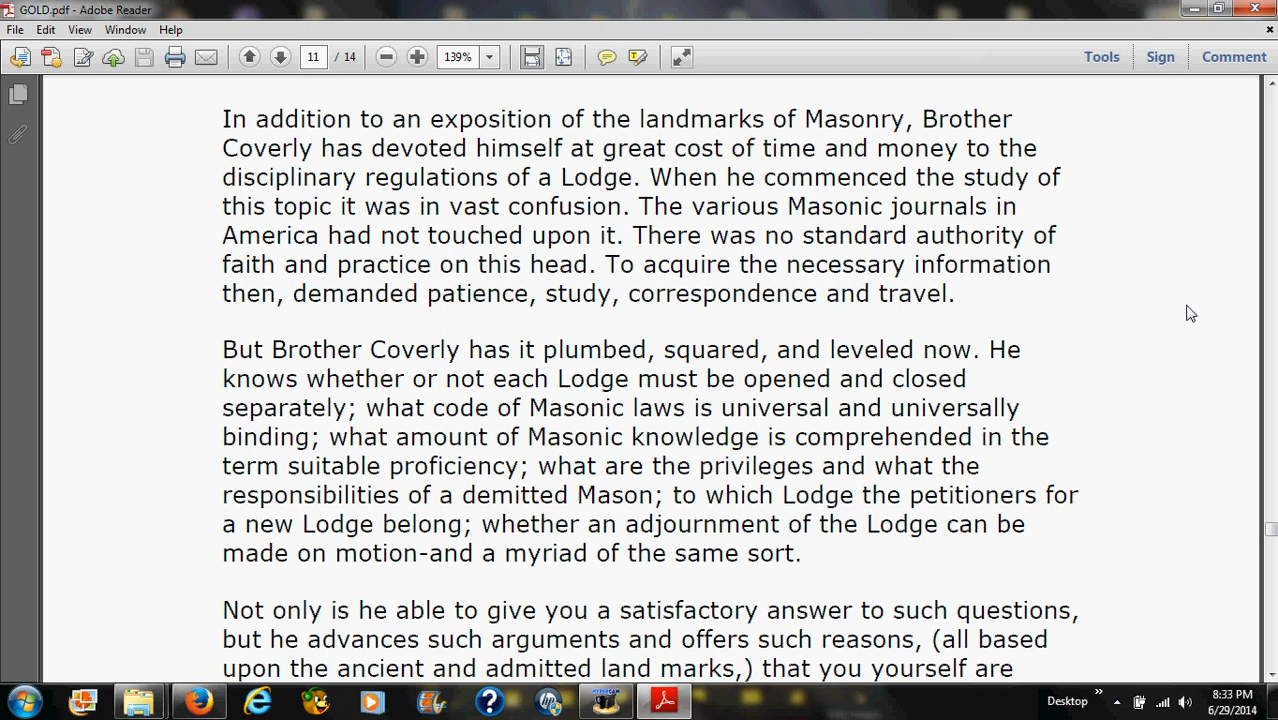 GOLD.pdf - Adobe Reader
File Edit View Window Help
11 / 14 139% Tools Sign Comment
In addition to an exposition of the landmarks of Masonry, Brother
Coverly has devoted himself at great cost of time and money to the
disciplinary regulations of a Lodge. When he commenced the study of
this topic it was in vast confusion. The various Masonic journals in
America had not touched upon it. There was no standard authority of
faith and practice on this head. To acquire the necessary information
then, demanded patience, study, correspondence and travel.
But Brother Coverly has it plumbed, squared, and leveled now. He
knows whether or not each Lodge must be opened and closed
separately; what code of Masonic laws is universal and universally
binding; what amount of Masonic knowledge is comprehended in the
term suitable proficiency; what are the privileges and what the
responsibilities of a demitted Mason; to which Lodge the petitioners for
a new Lodge belong; whether an adjournment of the Lodge can be
made on motion-and a myriad of the same sort.
Not only is he able to give you a satisfactory answer to such questions,
but he advances such arguments and offers such reasons, (all based
upon the ancient and admitted land marks,) that you yourself are
Desktop
8:33 PM
6/29/2014